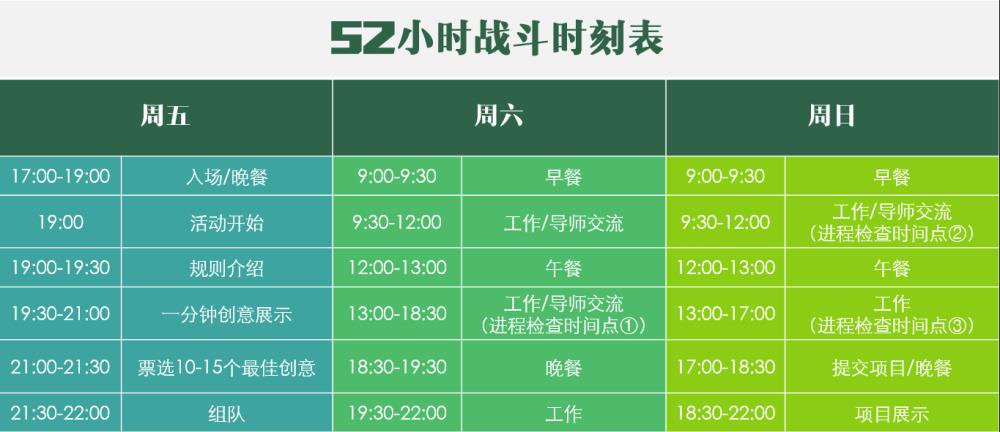 52小时战斗时刻表
周五 周六 周日
17:00-19:00 入场/晚餐 9:00-9:30 早餐 9:00-9:30 早餐
19:00 活动开始 9:30-12:00 工作/导师交流 9:30-12:00 工作/导师交流
（进程检查时间点②）
19:00-19:30 规则介绍 12:00-13:00 午餐 12:00-13:00 午餐
19:30-21:00 一分钟创意展示 13:00-18:30 工作/导师交流 13:00-17:00 工作
（进程检查时间点①） （进程检查时间点③）
21:00-21:30 票选10-15个最佳创意 18:30-19:30 晚餐 17:00-18:30 提交项目/晚餐
21:30-22:00 组队 19:30-22:00 工作 18:30-22:00 项目展示